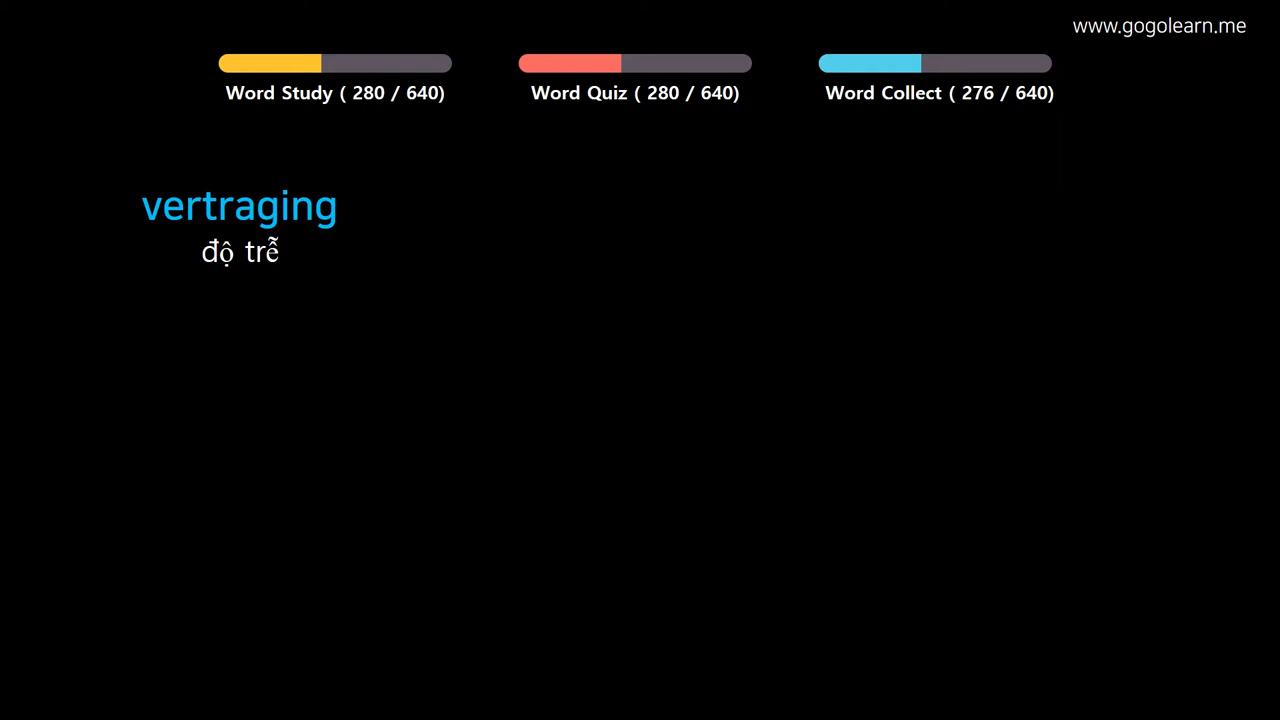 www.gogolearn.me
Word Study ( 280 / 640)
Word Quiz ( 280 / 640)
Word Collect ( 276 / 640)
vertraging
độ trễ